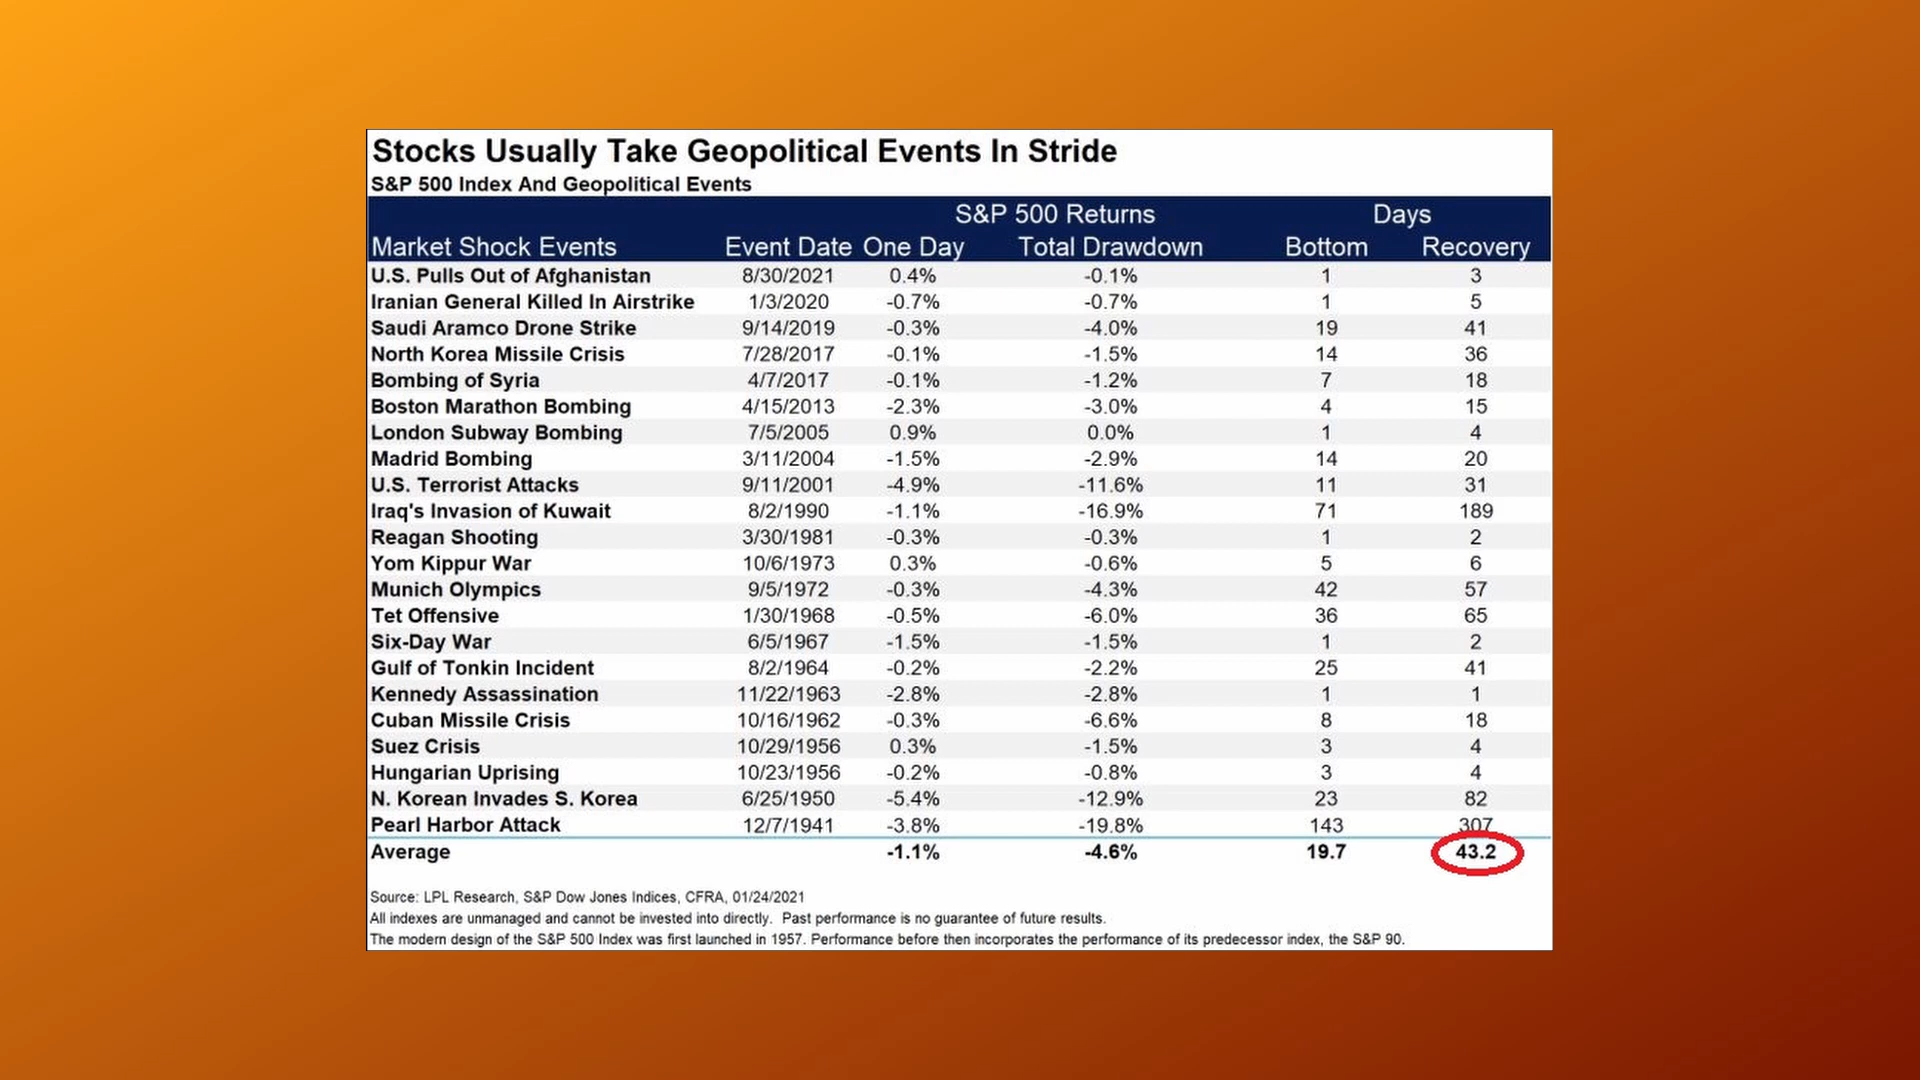 Stocks Usually Take Geopolitical Events In Stride
S&P 500 Index And Geopolitical Events
S&P 500 Returns Days
Market Shock Events Event Date One Day Total Drawdown Bottom Recovery
U.S. Pulls Out of Afghanistan 8/30/2021 0.4% -0.1% 1 3
Iranian General Killed In Airstrike 1/3/2020 -0.7% -0.7% 1 5
Saudi Aramco Drone Strike 9/14/2019 -0.3% -4.0% 19 41
North Korea Missile Crisis 7/28/2017 -0.1% -1.5% 14 36
Bombing of Syria 4/7/2017 -0.1% -1.2% 7 18
Boston Marathon Bombing 4/15/2013 -2.3% -3.0% 4 15
London Subway Bombing 7/5/2005 0.9% 0.0% 1 4
Madrid Bombing 3/11/2004 -1.5% -2.9% 14 20
U.S. Terrorist Attacks 9/11/2001 -4.9% -11.6% 11 31
Iraq's Invasion of Kuwait 8/2/1990 -1.1% -16.9% 71 189
Reagan Shooting 3/30/1981 -0.3% -0.3% 1 2
Yom Kippur War 10/6/1973 0.3% -0.6% 5 6
Munich Olympics 9/5/1972 -0.3% -4.3% 42 57
Tet Offensive 1/30/1968 -0.5% -6.0% 36 65
Six-Day War 6/5/1967 -1.5% -1.5% 1 2
Gulf of Tonkin Incident 8/2/1964 -0.2% -2.2% 25 41
Kennedy Assassination 11/22/1963 -2.8% -2.8% 1 1
Cuban Missile Crisis 10/16/1962 -0.3% -6.6% 8 18
Suez Crisis 10/29/1956 0.3% -1.5% 3 4
Hungarian Uprising 10/23/1956 -0.2% -0.8% 3 4
N. Korean Invades S. Korea 6/25/1950 -5.4% -12.9% 23 82
Pearl Harbor Attack 12/7/1941 -3.8% -19.8% 143 307
Average -1.1% -4.6% 19.7 43.2
Source: LPL Research, S&P Dow Jones Indices, CFRA, 01/24/2021
All indexes are unmanaged and cannot be invested into directly. Past performance is no guarantee of future results.
The modern design of the S&P 500 Index was first launched in 1957. Performance before then incorporates the performance of its predecessor index, the S&P 90.